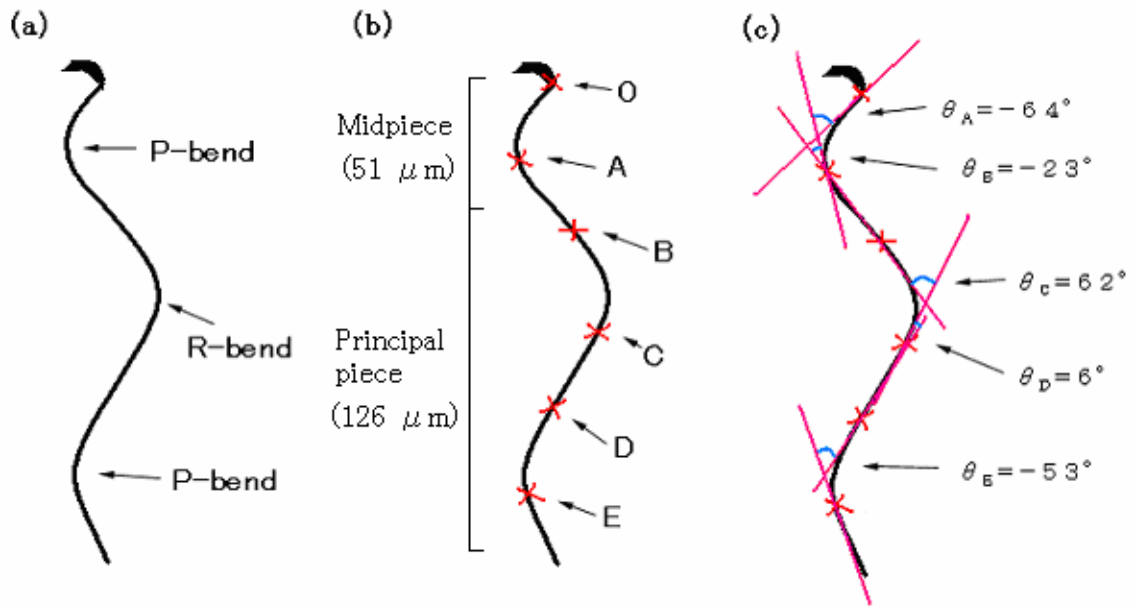 (a)
P-bend
R-bend
P-bend
(b)
Midpiece
(51 μm)
Principal
piece
(126 μm)
O
A
B
C
D
E
(c)
θA=-64°
θB=-23°
θC=62°
θD=6°
θE=-53°